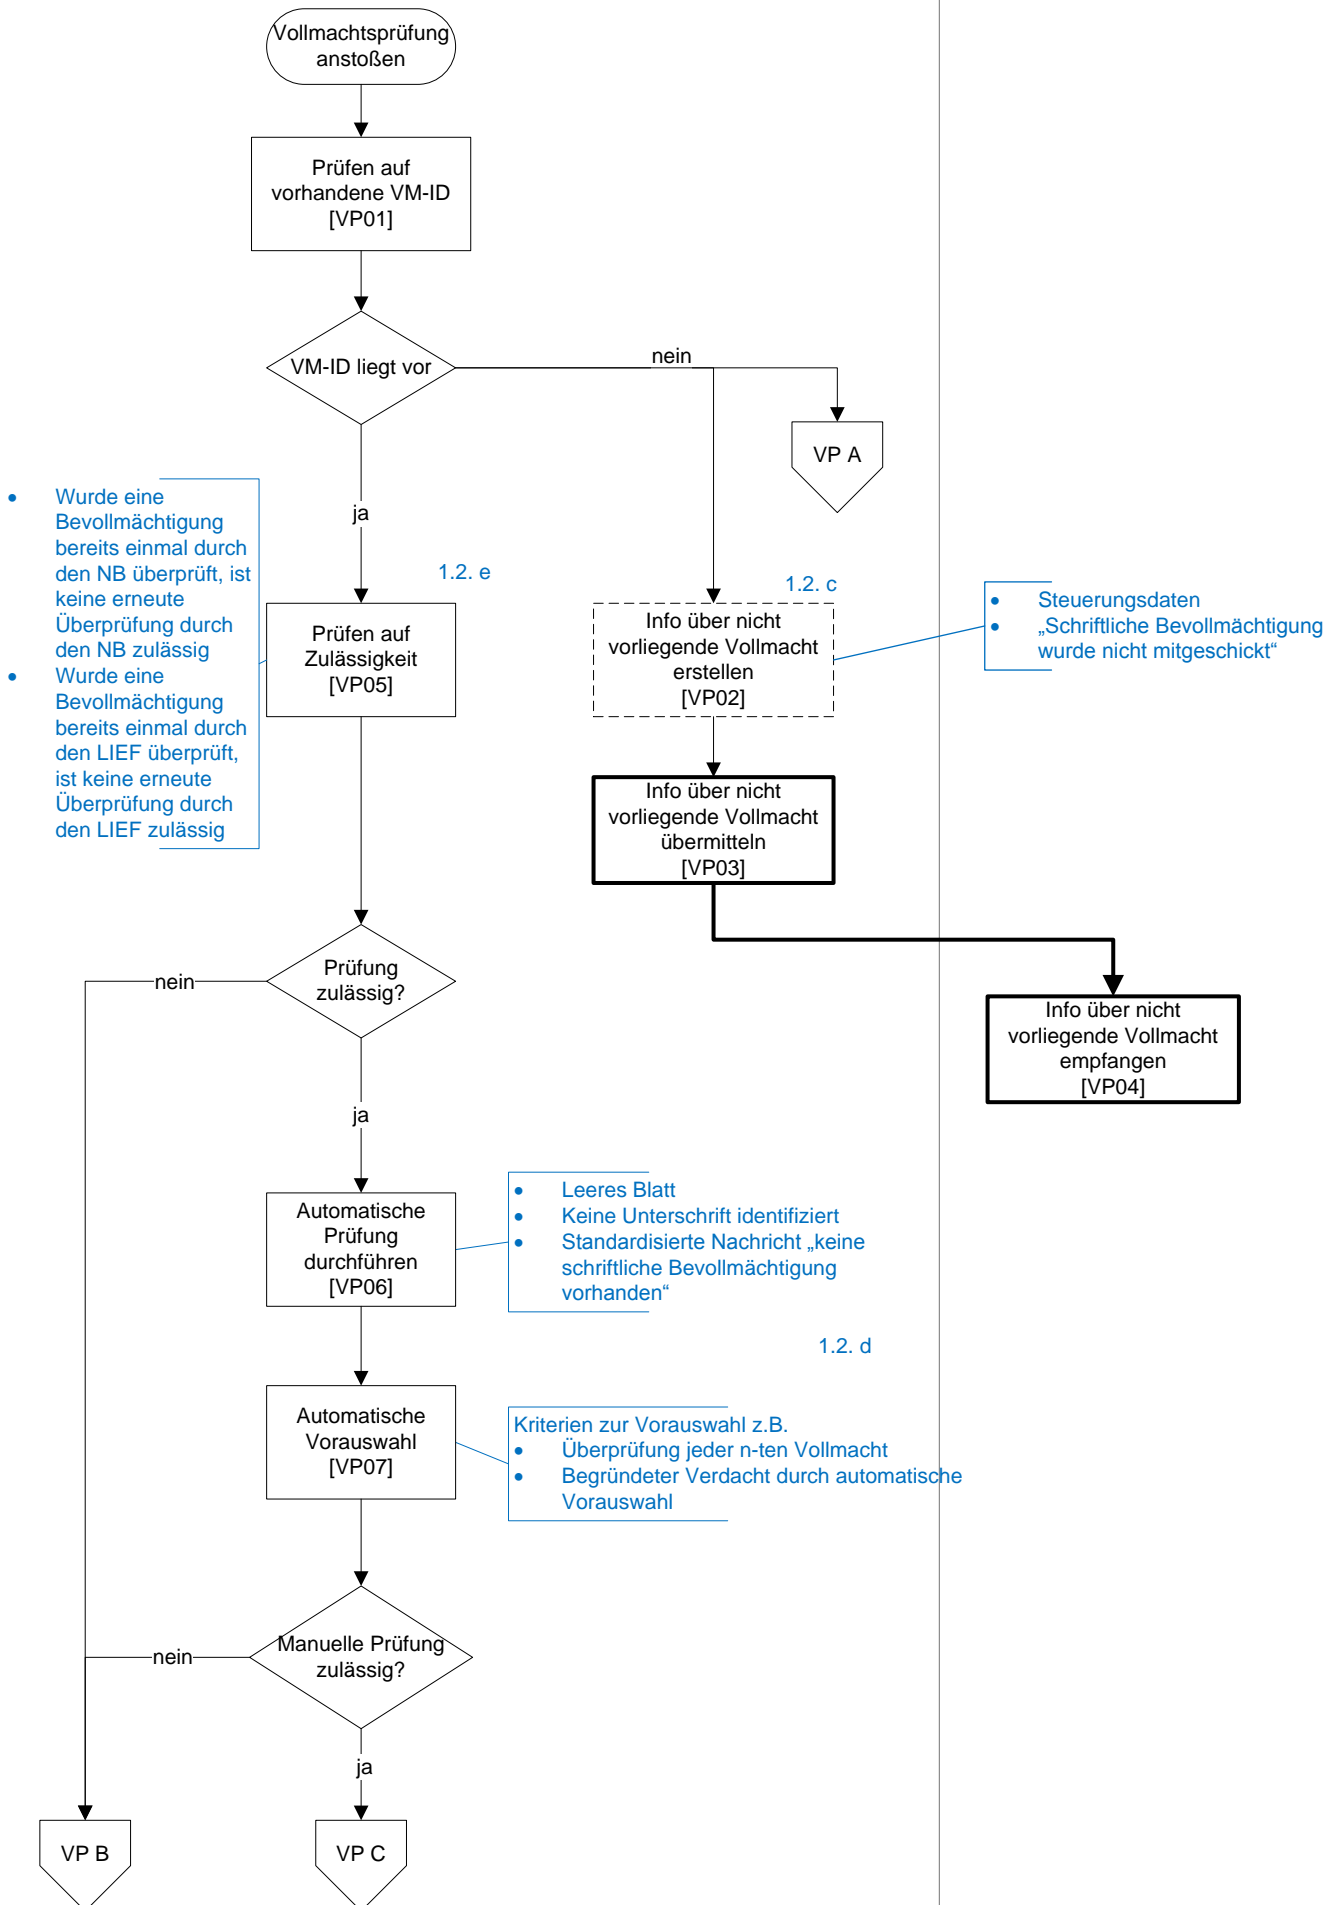 Vollmachtsprüfung
anstoßen
Prüfen auf
vorhandene VM-ID
[VP01]
VM-ID liegt vor
nein
VP A
ja
• Wurde eine
Bevollmächtigung
bereits einmal durch
den NB überprüft, ist
keine erneute
Überprüfung durch
den NB zulässig
• Wurde eine
Bevollmächtigung
bereits einmal durch
den LIEF überprüft,
ist keine erneute
Überprüfung durch
den LIEF zulässig
1.2. e
Prüfen auf
Zulässigkeit
[VP05]
1.2. c
Info über nicht
vorliegende Vollmacht
erstellen
[VP02]
• Steuerungsdaten
• „Schriftliche Bevollmächtigung
wurde nicht mitgeschickt“
Info über nicht
vorliegende Vollmacht
übermitteln
[VP03]
Prüfung
zulässig?
nein
Info über nicht
vorliegende Vollmacht
empfangen
[VP04]
ja
Automatische
Prüfung
durchführen
[VP06]
• Leeres Blatt
• Keine Unterschrift identifiziert
• Standardisierte Nachricht „keine
schriftliche Bevollmächtigung
vorhanden“
1.2. d
Automatische
Vorauswahl
[VP07]
Kriterien zur Vorauswahl z.B.
• Überprüfung jeder n-ten Vollmacht
• Begründeter Verdacht durch automatische
Vorauswahl
Manuelle Prüfung
zulässig?
nein
ja
VP B
VP C